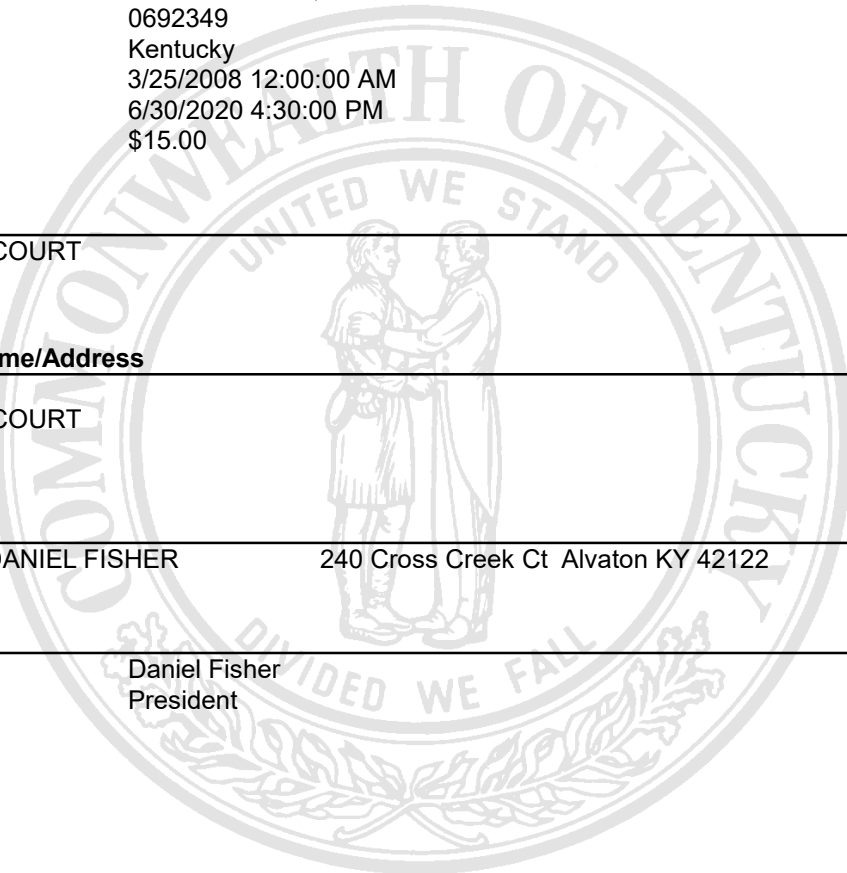 0692349
Kentucky
3/25/2008 12:00:00 AM
6/30/2020 4:30:00 PM
$15.00
COURT
me/Address
COURT
DANIEL FISHER 240 Cross Creek Ct Alvaton KY 42122
Daniel Fisher
President
COMMONWEALTH OF KENTUCKY
UNITED WE STAND
DIVIDED WE FALL